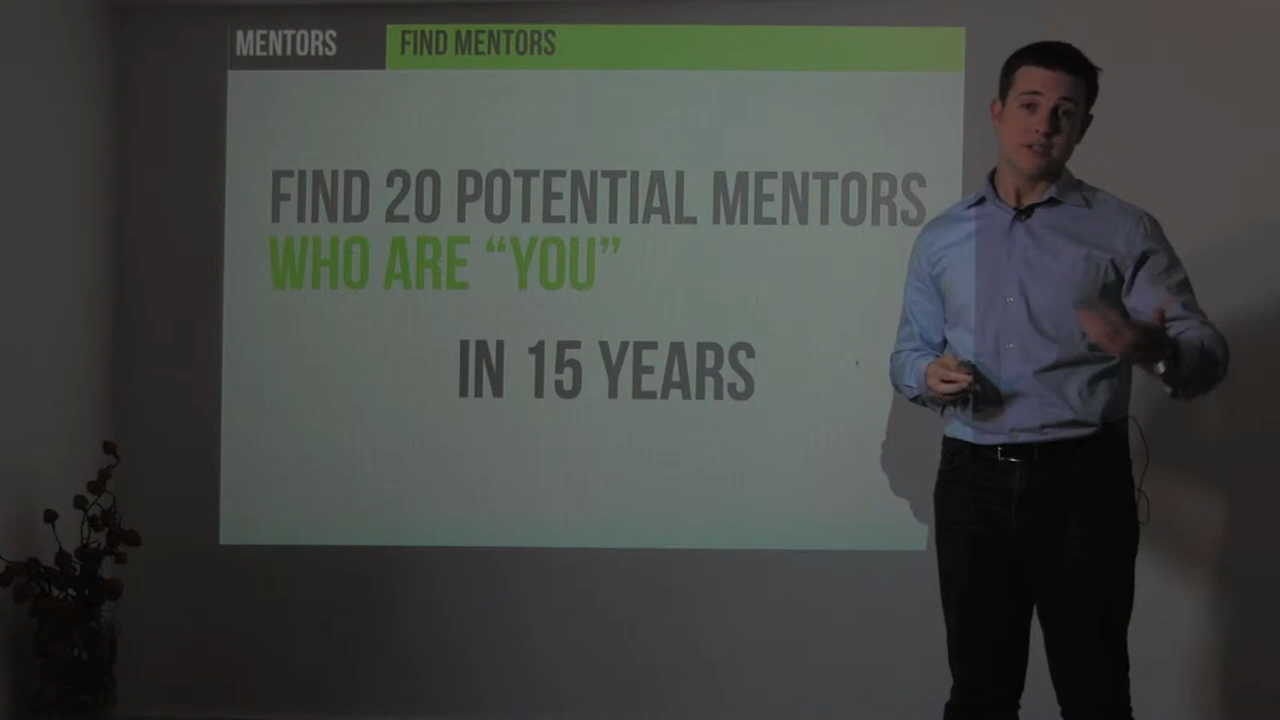 MENTORS
FIND MENTORS
FIND 20 POTENTIAL MENTORS
WHO ARE “YOU”
IN 15 YEARS